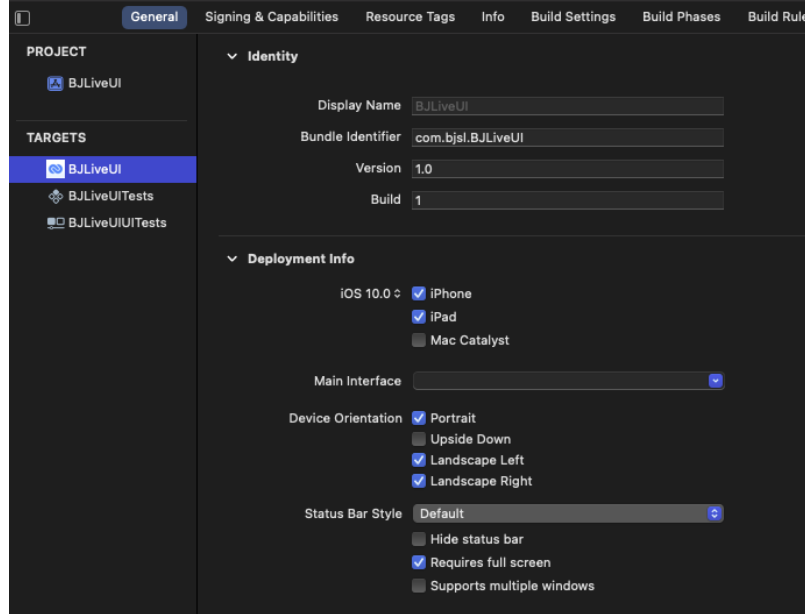 General Signing & Capabilities Resource Tags Info Build Settings Build Phases Build Rule
PROJECT
BJLiveUI
TARGETS
BJLiveUI
BJLiveUITests
BJLiveUIUITests
Identity
Display Name BJLiveUI
Bundle Identifier com.bjsl.BJLiveUI
Version 1.0
Build 1
Deployment Info
iOS 10.0 iPhone
iPad
Mac Catalyst
Main Interface
Device Orientation Portrait
Upside Down
Landscape Left
Landscape Right
Status Bar Style Default
Hide status bar
Requires full screen
Supports multiple windows